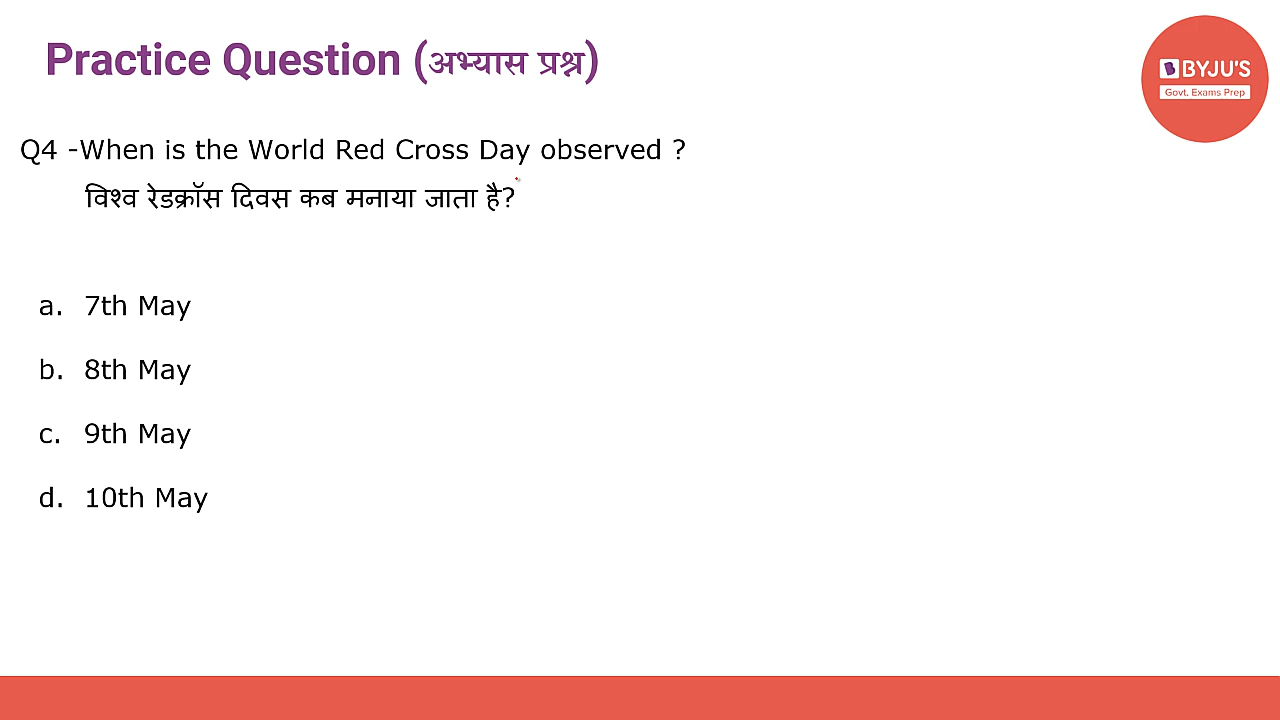 Practice Question (अभ्यास प्रश्न)
BYJU'S
Govt. Exams Prep
Q4 -When is the World Red Cross Day observed ?
विश्व रेडक्रॉस दिवस कब मनाया जाता है?
a. 7th May
b. 8th May
c. 9th May
d. 10th May